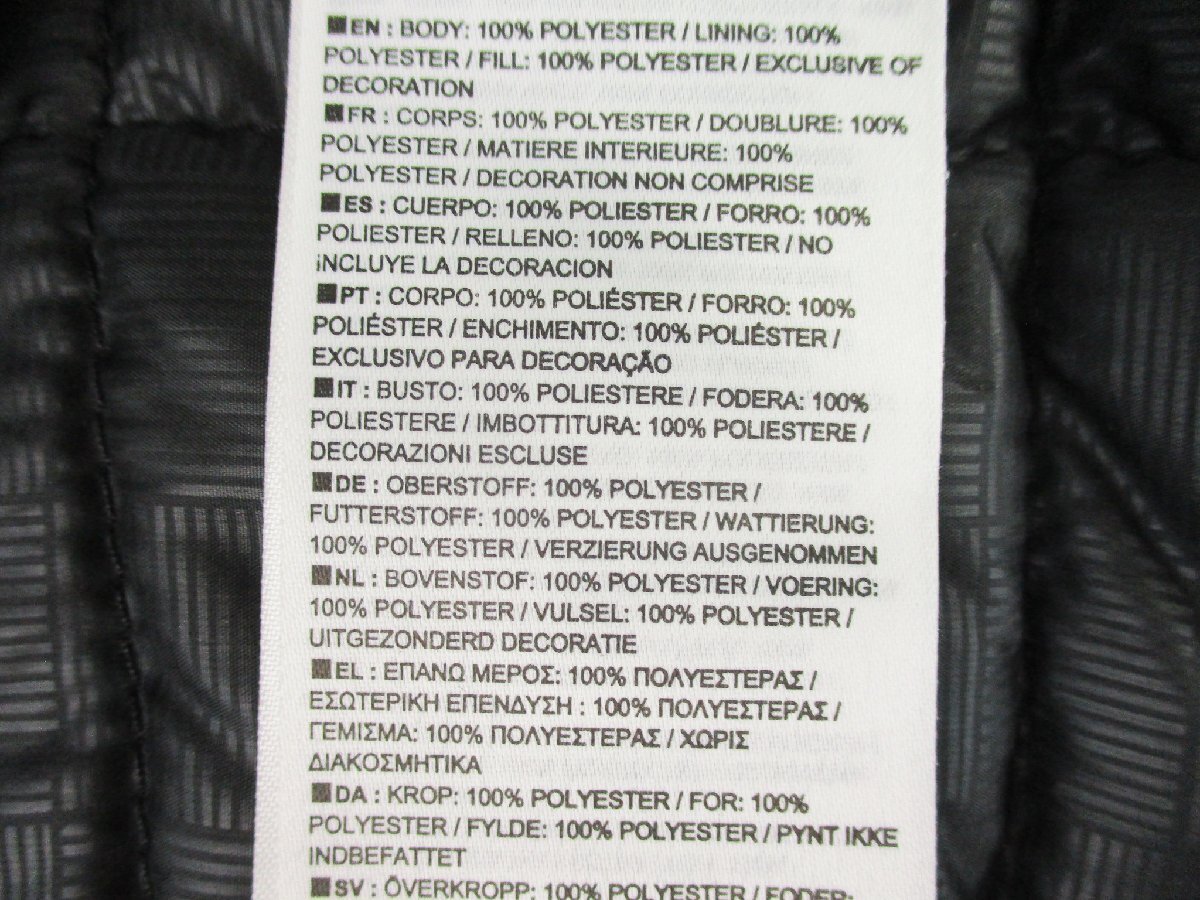 ■EN : BODY: 100% POLYESTER / LINING: 100%
POLYESTER / FILL: 100% POLYESTER / EXCLUSIVE OF
DECORATION
■FR : CORPS: 100% POLYESTER / DOUBLURE: 100%
POLYESTER / MATIERE INTERIEURE: 100%
POLYESTER / DECORATION NON COMPRISE
■ES : CUERPO: 100% POLIESTER / FORRO: 100%
POLIESTER / RELLENO: 100% POLIESTER / NO
INCLUYE LA DECORACION
■PT : CORPO: 100% POLIÉSTER / FORRO: 100%
POLIÉSTER / ENCHIMENTO: 100% POLIÉSTER /
EXCLUSIVO PARA DECORAÇÃO
■IT : BUSTO: 100% POLIESTERE / FODERA: 100%
POLIESTERE / IMBOTTITURA: 100% POLIESTERE /
DECORAZIONI ESCLUSE
■DE : OBERSTOFF: 100% POLYESTER /
FUTTERSTOFF: 100% POLYESTER / WATTIERUNG:
100% POLYESTER / VERZIERUNG AUSGENOMMEN
■NL : BOVENSTOF: 100% POLYESTER / VOERING:
100% POLYESTER / VULSEL: 100% POLYESTER /
UITGEZONDERD DECORATIE
■EL : ΕΠΑΝΩ ΜΕΡΟΣ: 100% ΠΟΛΥΕΣΤΕΡΑΣ /
ΕΣΩΤΕΡΙΚΗ ΕΠΕΝΔΥΣΗ : 100% ΠΟΛΥΕΣΤΕΡΑΣ /
ΓΕΜΙΣΜΑ: 100% ΠΟΛΥΕΣΤΕΡΑΣ / ΧΩΡΙΣ
ΔΙΑΚΟΣΜΗΤΙΚΑ
■DA : KROP: 100% POLYESTER / FOR: 100%
POLYESTER / FYLDE: 100% POLYESTER / PYNT IKKE
INDBEFATTET
■SV : ÖVERKROPP: 100% POLYESTER / FODER: